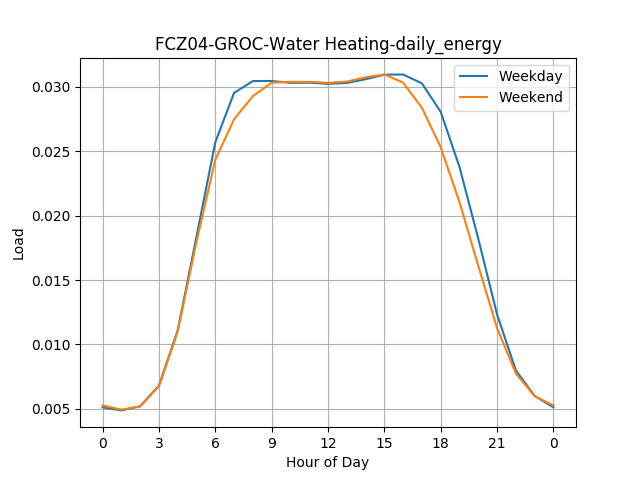 FCZ04-GROC-Water Heating-daily_energy
Weekday
Weekend
0.030
0.025
0.020
0.015
0.010
0.005
Load
0 3 6 9 12 15 18 21 0
Hour of Day